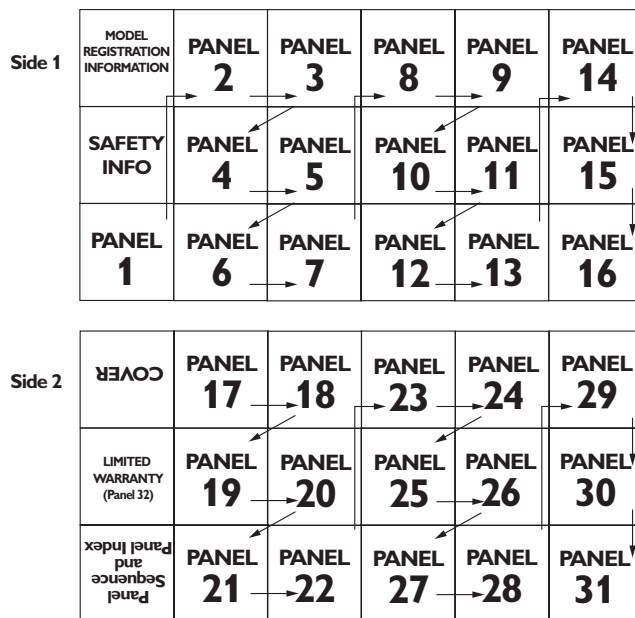 Side 1
MODEL
REGISTRATION
INFORMATION
PANEL
2
PANEL
3
PANEL
8
PANEL
9
PANEL
14
SAFETY
INFO
PANEL
4
PANEL
5
PANEL
10
PANEL
11
PANEL
15
PANEL
1
PANEL
6
PANEL
7
PANEL
12
PANEL
13
PANEL
16
Side 2
COVER
PANEL
17
PANEL
18
PANEL
23
PANEL
24
PANEL
29
LIMITED
WARRANTY
(Panel 32)
PANEL
19
PANEL
20
PANEL
25
PANEL
26
PANEL
30
Panel
Sequence
and
Panel Index
PANEL
21
PANEL
22
PANEL
27
PANEL
28
PANEL
31